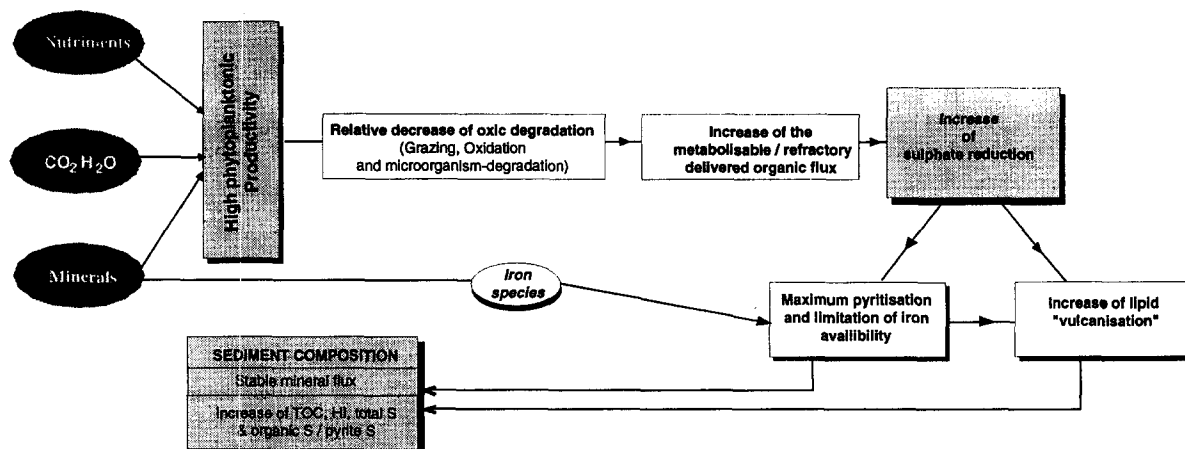 Nutriments
CO2 H2O
Minerals
High phytoplanktonic
Productivity
Relative decrease of oxic degradation
(Grazing, Oxidation
and microorganism-degradation)
Increase of the
metabolisable / refractory
delivered organic flux
Increase
of
sulphate reduction
Iron
species
Maximum pyritisation
and limitation of iron
availibility
Increase of lipid
"vulcanisation"
SEDIMENT COMPOSITION
Stable mineral flux
Increase of TOC, HI, total S
& organic S / pyrite S